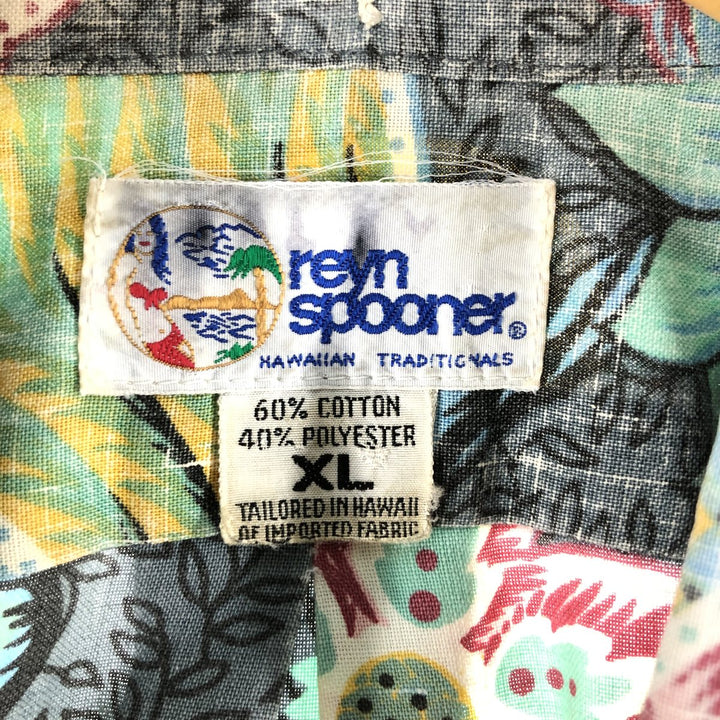 reyn
spooner®
HAWAIIAN TRADITIONALS
60% COTTON
40% POLYESTER
XL
TAILORED IN HAWAII
OF IMPORTED FABRIC